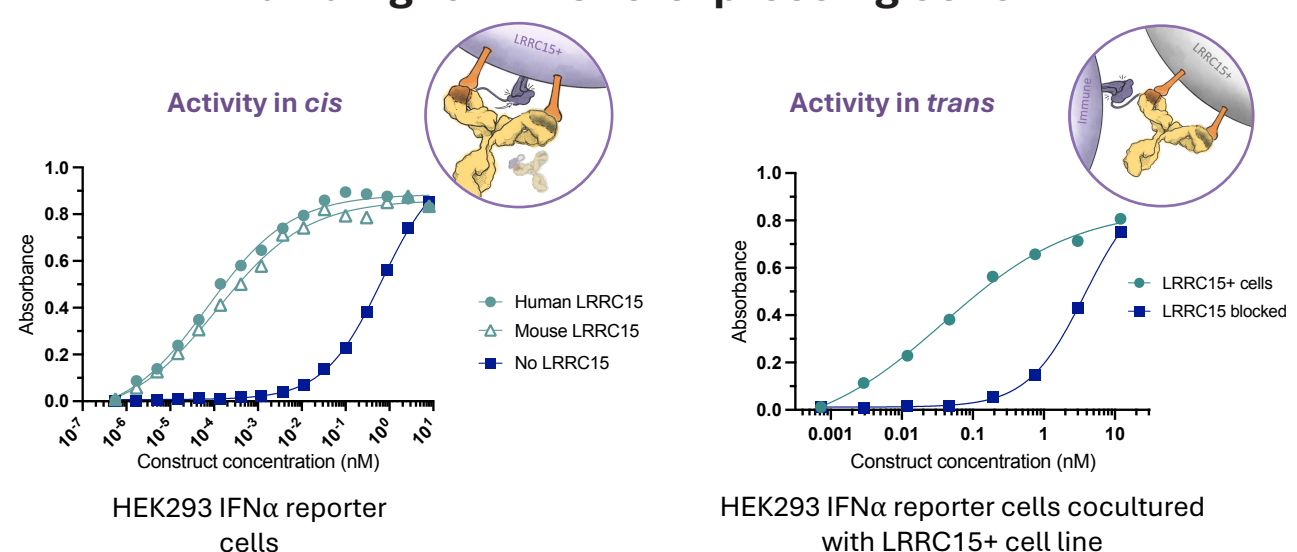 LRRC15+
Activity in cis
1.0
0.8
0.6
0.4
0.2
0.0
Absorbance
10-7
10-6
10-5
10-4
10-3
10-2
10-1
100
101
Construct concentration (nM)
Human LRRC15
Mouse LRRC15
No LRRC15
HEK293 IFNα reporter
cells
Immune
LRRC15+
Activity in trans
1.0
0.8
0.6
0.4
0.2
0.0
Absorbance
0.001
0.01
0.1
1
10
Construct concentration (nM)
LRRC15+ cells
LRRC15 blocked
HEK293 IFNα reporter cells cocultured
with LRRC15+ cell line